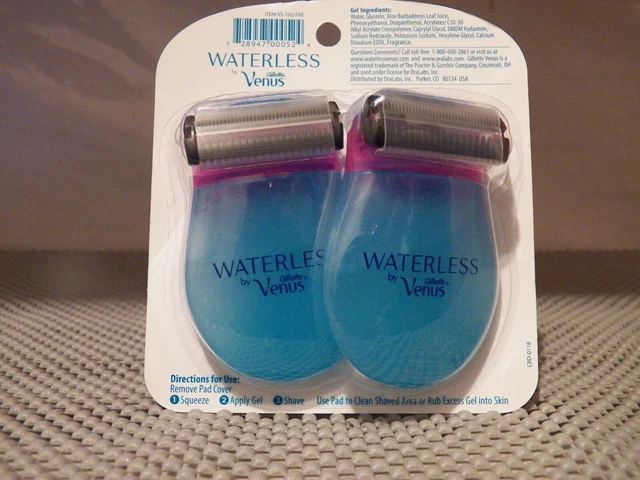 ITEM VS-102/FRE
7 28947 00052 4
WATERLESS
by Gillette
Venus
Gel Ingredients:
Water, Glycerin, Aloe Barbadensis Leaf Juice,
Phenoxyethanol, Dexpanthenol, Acrylates/C10-30
Alkyl Acrylate Crosspolymer, Caprylyl Glycol, DMDM Hydantoin,
Sodium Hydroxide, Potassium Sorbate, Hexylene Glycol, Calcium
Disodium EDTA, Fragrance.
Questions? Comments? Call toll-free 1-800-600-2861 or visit us at
www.waterlessvenus.com and www.oralabs.com. Gillette Venus is a
registered trademark of The Procter & Gamble Company, Cincinnati, OH
and used under license by OraLabs, Inc.
Distributed by OraLabs, Inc. Parker, CO 80134 USA
WATERLES
by Gillette
Venus
WATERLESS
by Gillette
Venus
CRD-0118
Directions for Use:
Remove Pad Cover
1 Squeeze 2 Apply Gel 3 Shave Use Pad to Clean Shaved Area or Rub Excess Gel into Skin